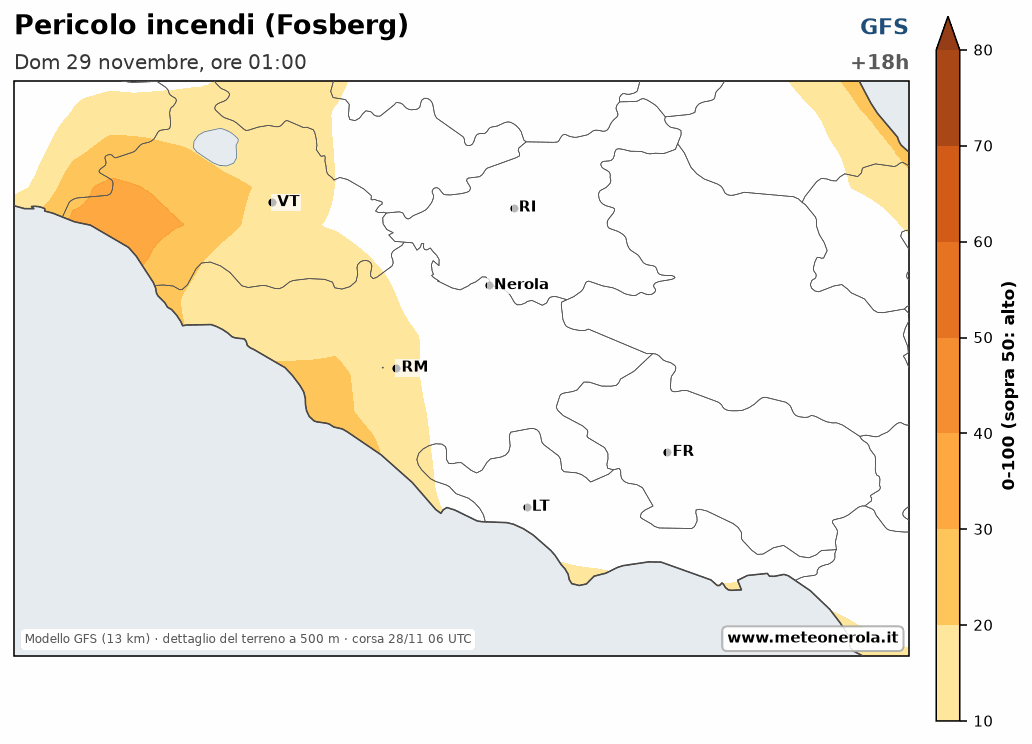 Pericolo incendi (Fosberg)
GFS
Dom 29 novembre, ore 01:00
+18h
VT
RI
Nerola
RM
FR
LT
Modello GFS (13 km) · dettaglio del terreno a 500 m · corsa 28/11 06 UTC
www.meteonerola.it
80
70
60
50
40
30
20
10
0-100 (sopra 50: alto)